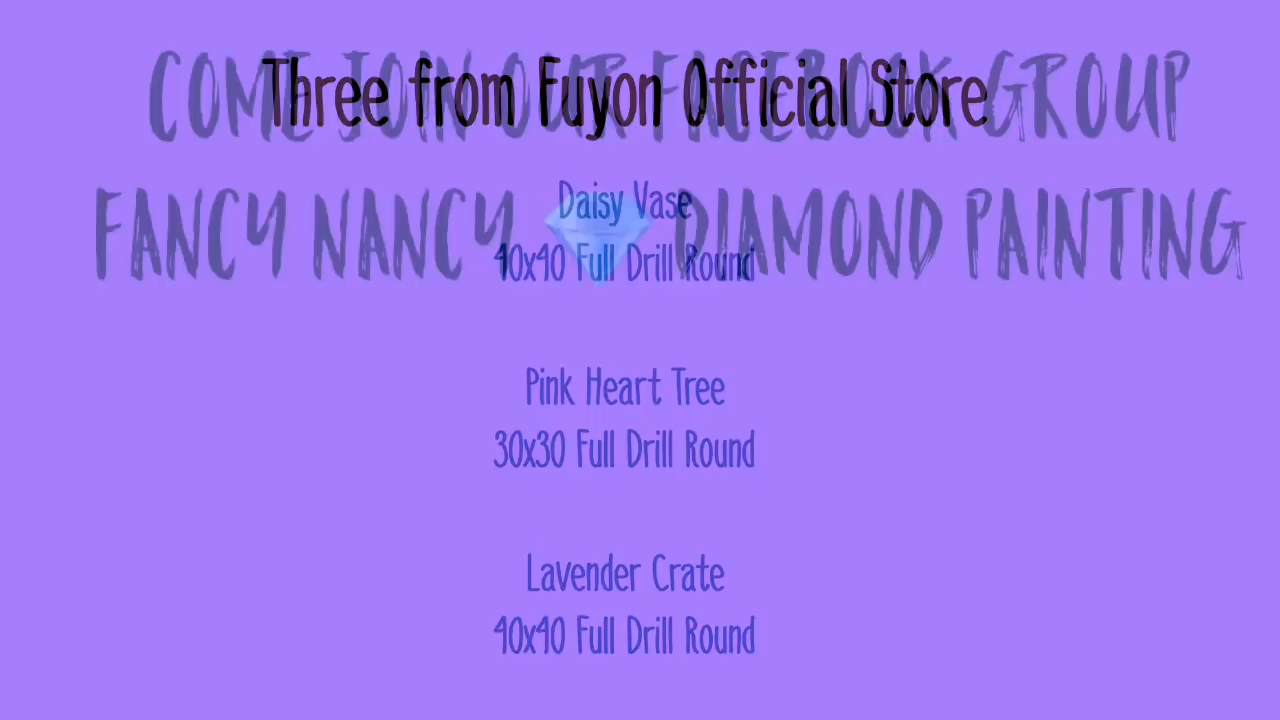 COME JOIN OUR FACEBOOK GROUP
Three from Fuyon Official Store
FANCY NANCY 💎 DIAMOND PAINTING
Daisy Vase
40x40 Full Drill Round
Pink Heart Tree
30x30 Full Drill Round
Lavender Crate
40x40 Full Drill Round